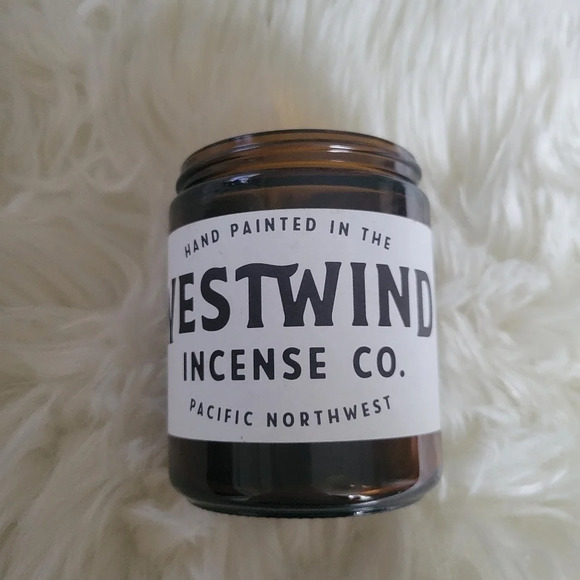 HAND PAINTED IN THE
WESTWIND
INCENSE CO.
PACIFIC NORTHWEST